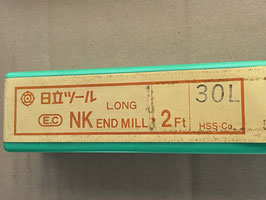 日立ツール
E.C NK LONG END MILL 2Ft 30L
HSS Co